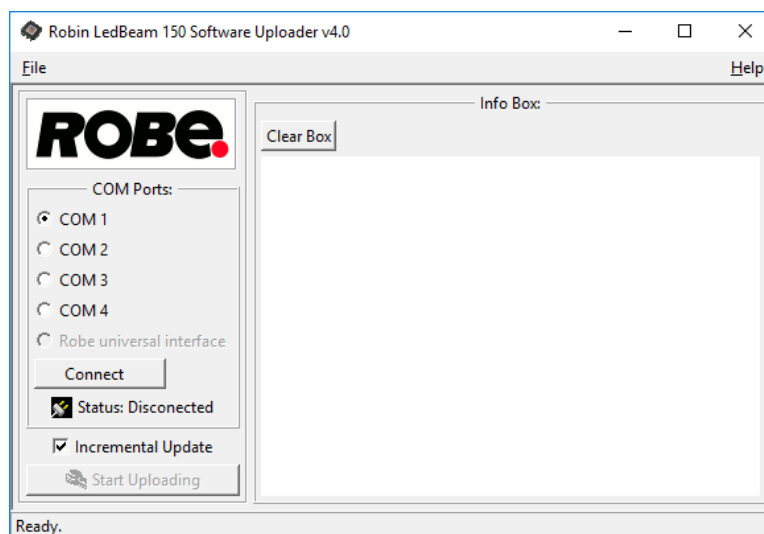 Robin LedBeam 150 Software Uploader v4.0
File Help
ROBE.
Info Box:
Clear Box
COM Ports:
COM 1
COM 2
COM 3
COM 4
Robe universal interface
Connect
Status: Disconected
Incremental Update
Start Uploading
Ready.